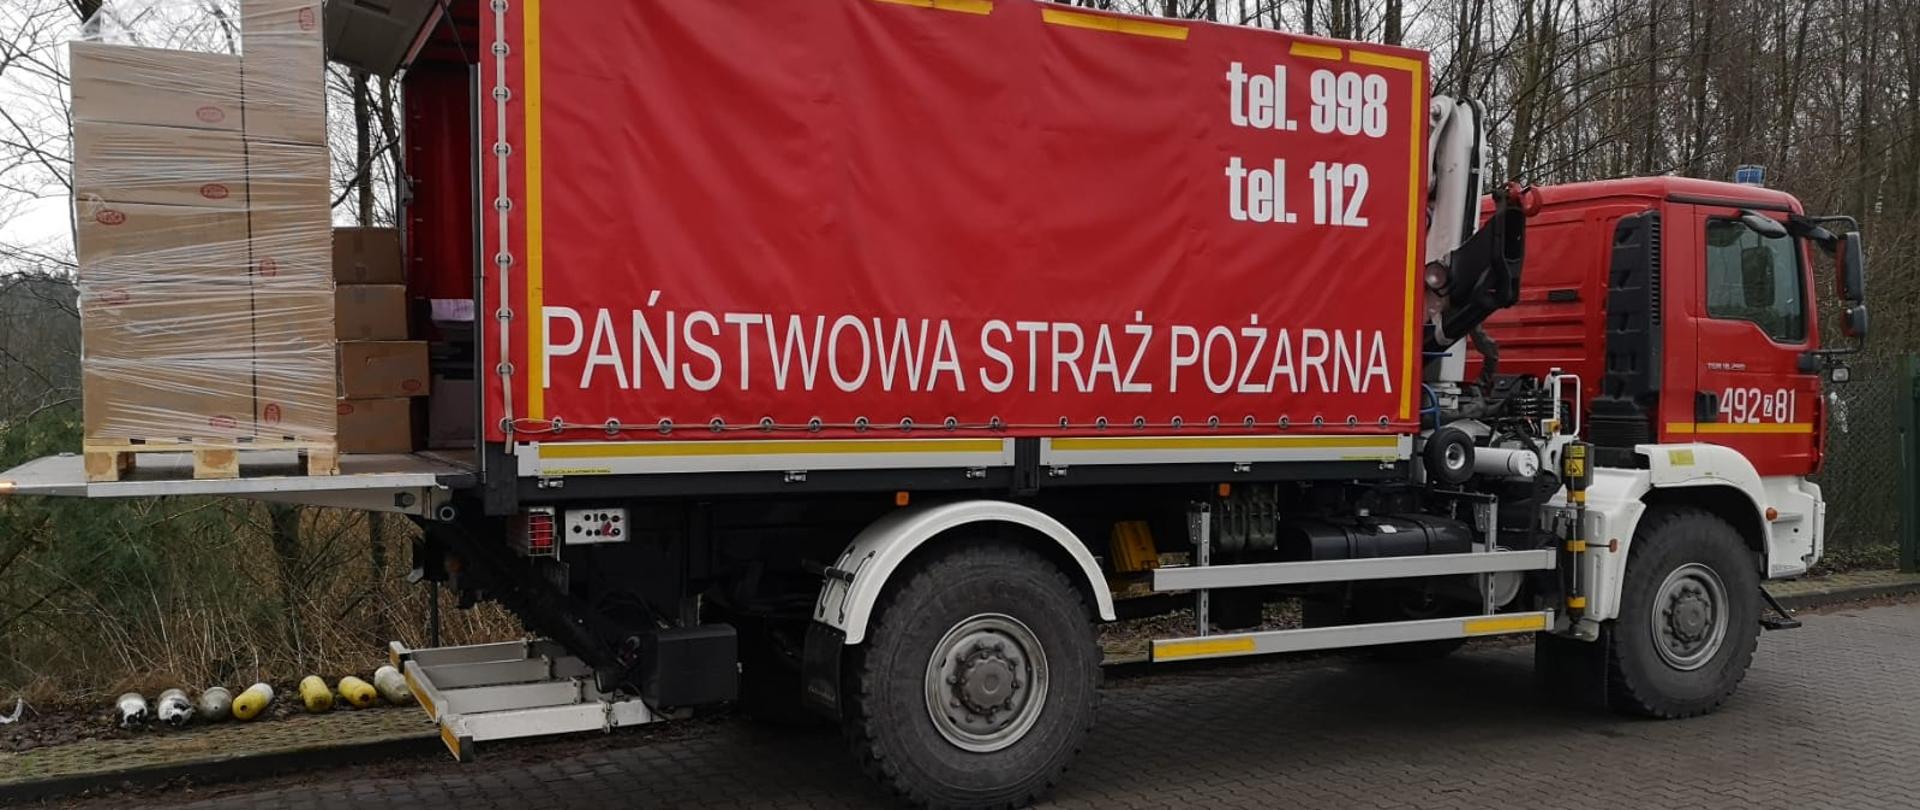 tel. 998
tel. 112
PAŃSTWOWA STRAŻ POŻARNA
492Z81